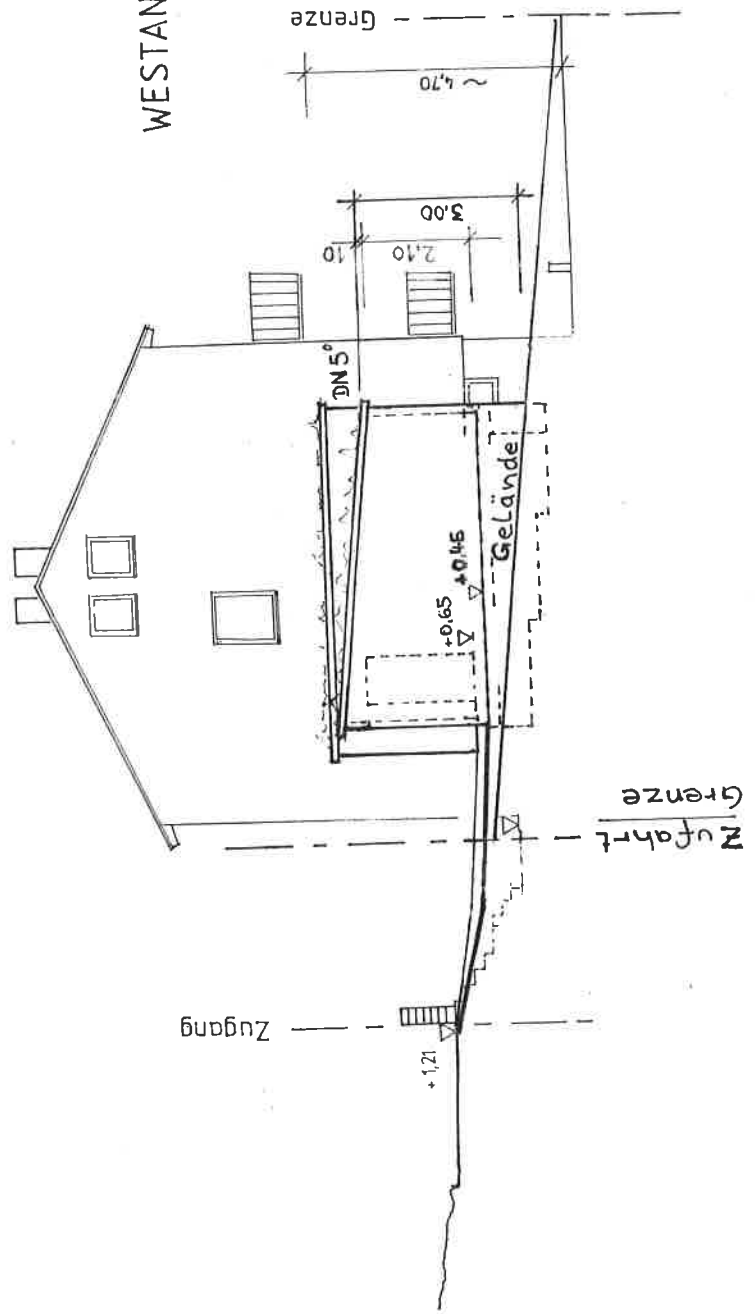 WESTAN
Grenze
~ 4,70
3.00
10
2,10
DN 5°
Gelände
+0.65
+0.45
Zufahrt
Grenze
Zugang
+ 1,21